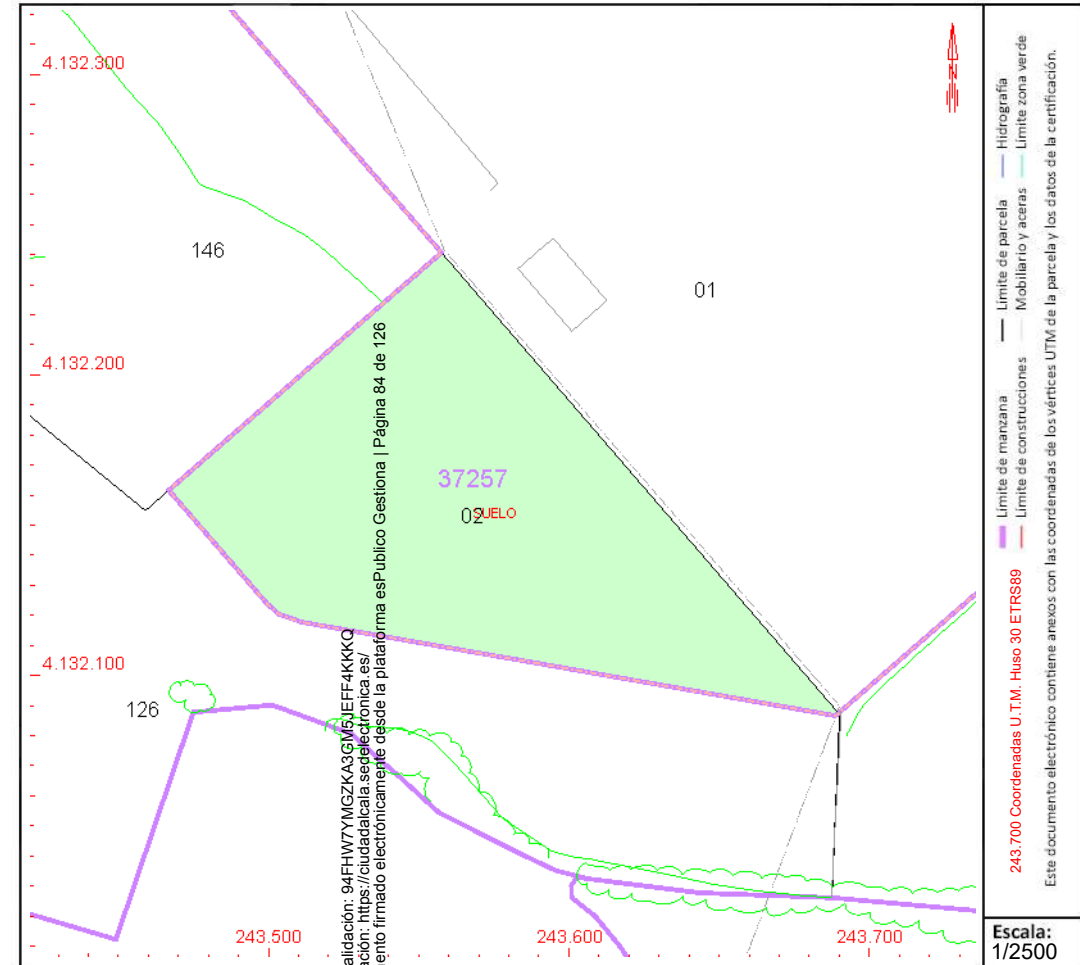 4.132.300
146
01
4.132.200
37257
02
SUELO
4.132.100
126
243.500
243.600
243.700
alidación: 94FHW7YMGZKA3GM5JEFF4KKKQ
ación: https://ciudadalcala.sedelectronica.es/
ento firmado electrónicamente desde la plataforma esPublico Gestiona | Página 84 de 126
N
243.700 Coordenadas U.T.M. Huso 30 ETRS89
Límite de manzana
Límite de parcela
Hidrografía
Límite de construcciones
Mobiliario y aceras
Límite zona verde
Este documento electrónico contiene anexos con las coordenadas de los vértices UTM de la parcela y los datos de la certificación.
Escala:
1/2500